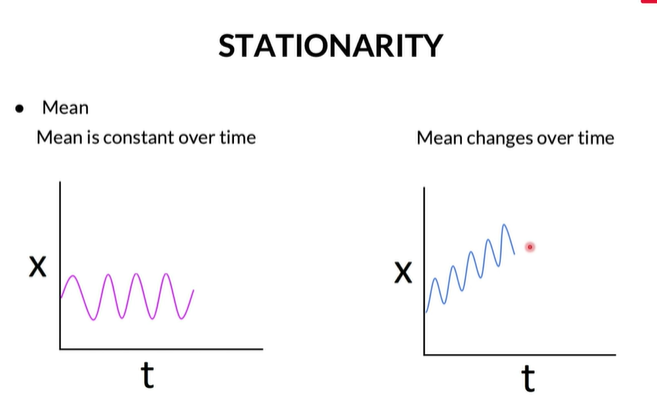 STATIONARITY
● Mean
Mean is constant over time
Mean changes over time
X
t
X
t